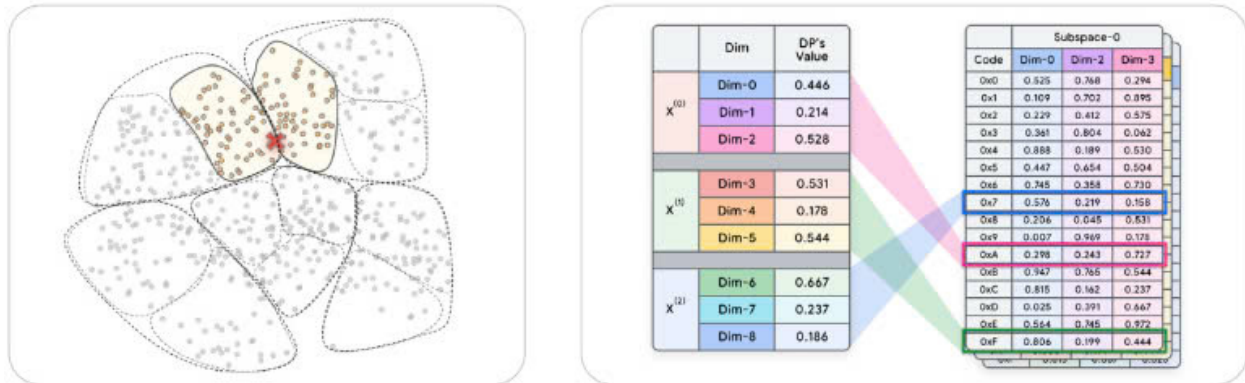 Dim DP's Value
X(0)
Dim-0 0.446
Dim-1 0.214
Dim-2 0.528
X(1)
Dim-3 0.531
Dim-4 0.178
Dim-5 0.544
X(2)
Dim-6 0.667
Dim-7 0.237
Dim-8 0.186
Subspace-0
Code Dim-0 Dim-2 Dim-3
0x0 0.525 0.768 0.294
0x1 0.109 0.702 0.895
0x2 0.229 0.412 0.575
0x3 0.361 0.804 0.062
0x4 0.888 0.189 0.530
0x5 0.447 0.654 0.504
0x6 0.745 0.358 0.730
0x7 0.576 0.219 0.158
0x8 0.206 0.045 0.531
0x9 0.007 0.969 0.178
0xA 0.298 0.243 0.727
0xB 0.947 0.765 0.544
0xC 0.815 0.162 0.237
0xD 0.025 0.391 0.667
0xE 0.564 0.745 0.972
0xF 0.806 0.199 0.444